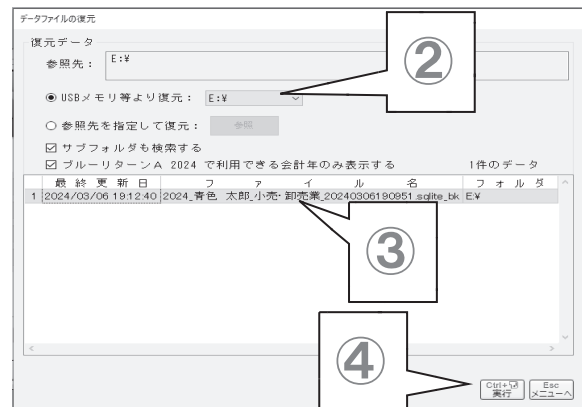 データファイルの復元
復元データ
参照先： E:¥
②
◉ USBメモリ等より復元： E:¥
○ 参照先を指定して復元： 参照
☑ サブフォルダも検索する
☑ ブルーリターンA 2024 で利用できる会計年のみ表示する 1件のデータ
最終更新日 ファイル名 フォルダ
1 2024/03/06 19:12:40 2024_青色 太郎_小売・卸売業_20240306190951.sqlite_bk E:¥
③
④
Ctrl+
実行
Esc
メニューへ